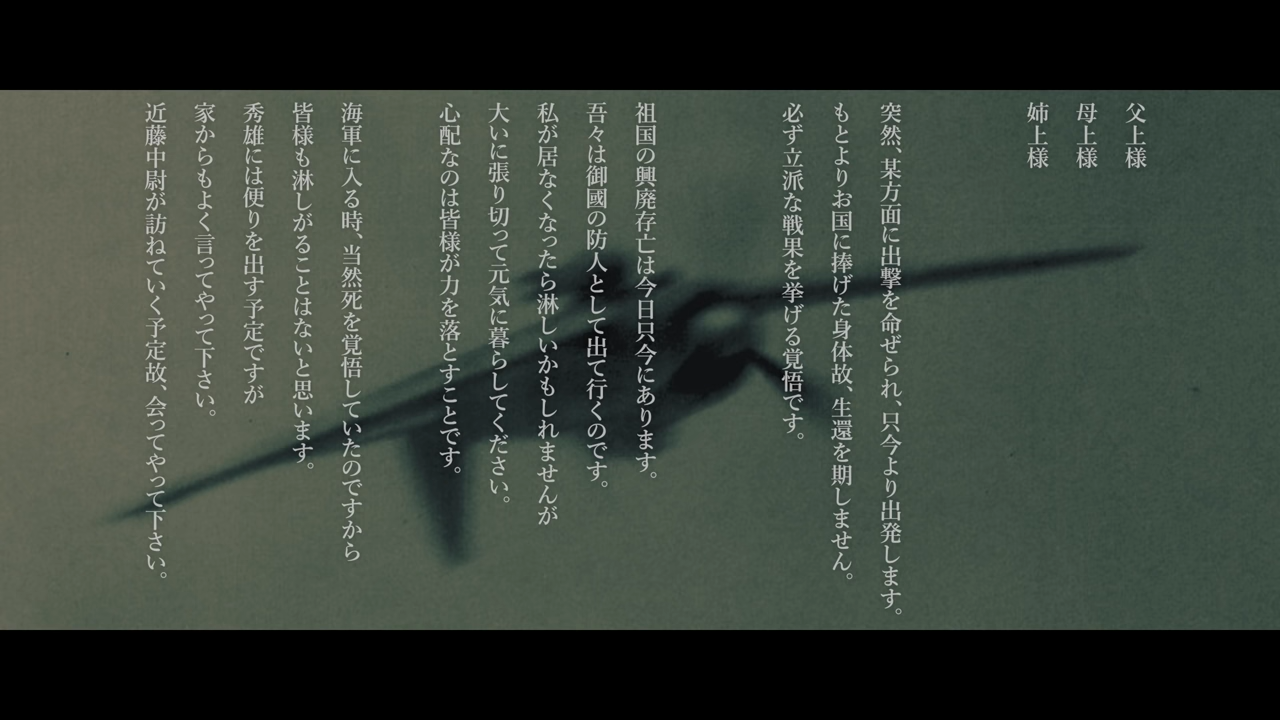 父上様
母上様
姉上様
突然、某方面に出撃を命ぜられ、只今より出発します。
もとよりお国に捧げた身体故、生還を期しません。
必ず立派な戦果を挙げる覚悟です。
祖国の興廃存亡は今日只今にあります。
吾々は御國の防人として出て行くのです。
私が居なくなったら淋しいかもしれませんが
大いに張り切って元気に暮らしてください。
心配なのは皆様が力を落とすことです。
海軍に入る時、当然死を覚悟していたのですから
皆様も淋しがることはないと思います。
秀雄には便りを出す予定ですが
家からもよく言ってやって下さい。
近藤中尉が訪ねていく予定故、会ってやって下さい。